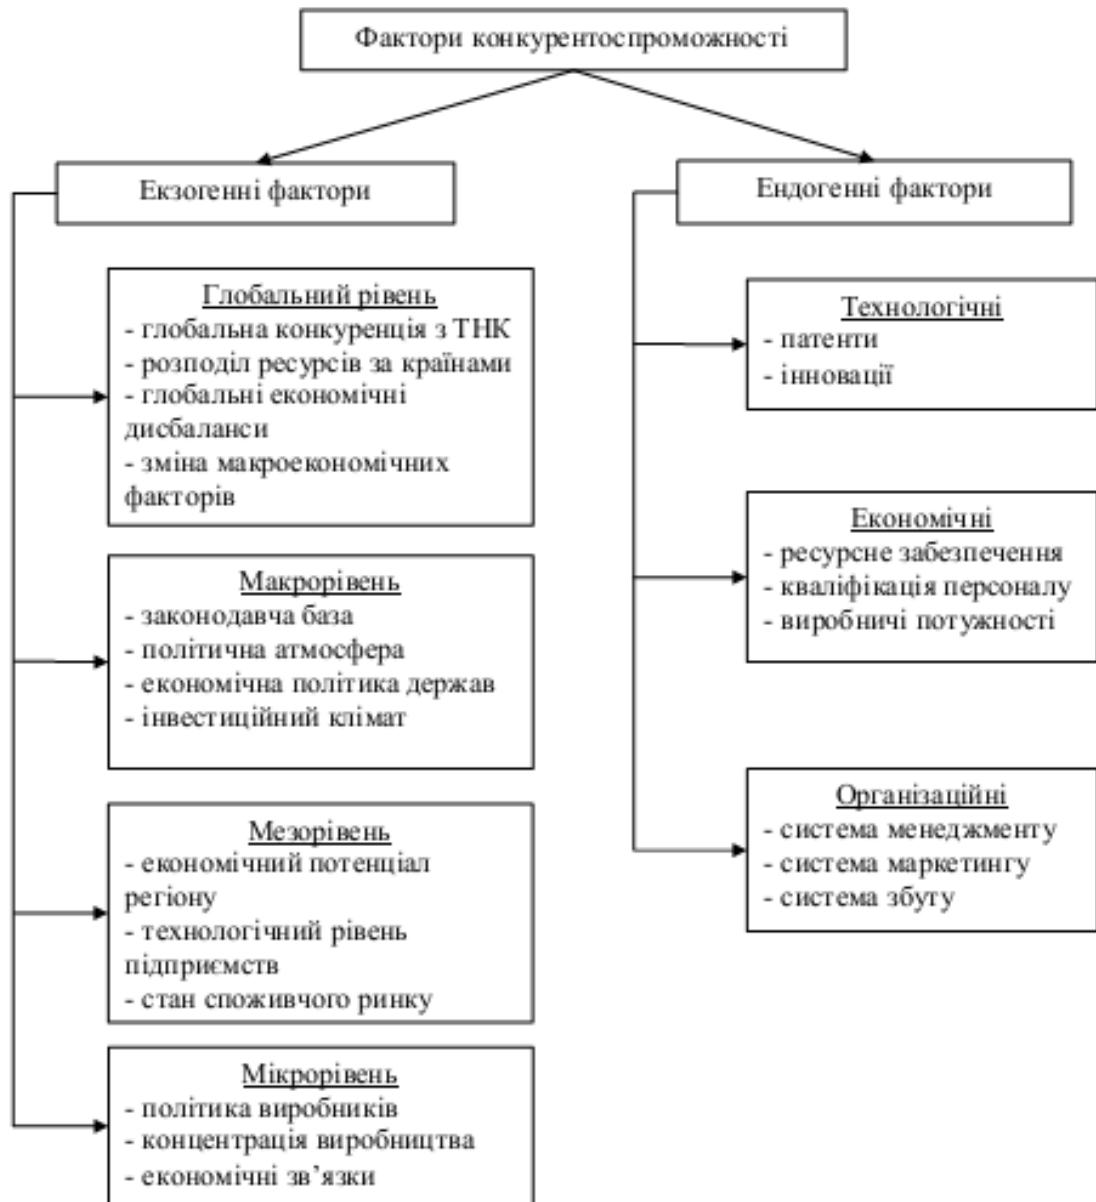 Фактори конкурентоспроможності
Екзогенні фактори
Глобальний рівень
- глобальна конкуренція з ТНК
- розподіл ресурсів за країнами
- глобальні економічні
дисбаланси
- зміна макроекономічних
факторів
Макрорівень
- законодавча база
- політична атмосфера
- економічна політика держав
- інвестиційний клімат
Мезорівень
- економічний потенціал
регіону
- технологічний рівень
підприємств
- стан споживчого ринку
Мікрорівень
- політика виробників
- концентрація виробництва
- економічні зв’язки
Ендогенні фактори
Технологічні
- патенти
- інновації
Економічні
- ресурсне забезпечення
- кваліфікація персоналу
- виробничі потужності
Організаційні
- система менеджменту
- система маркетингу
- система збуту